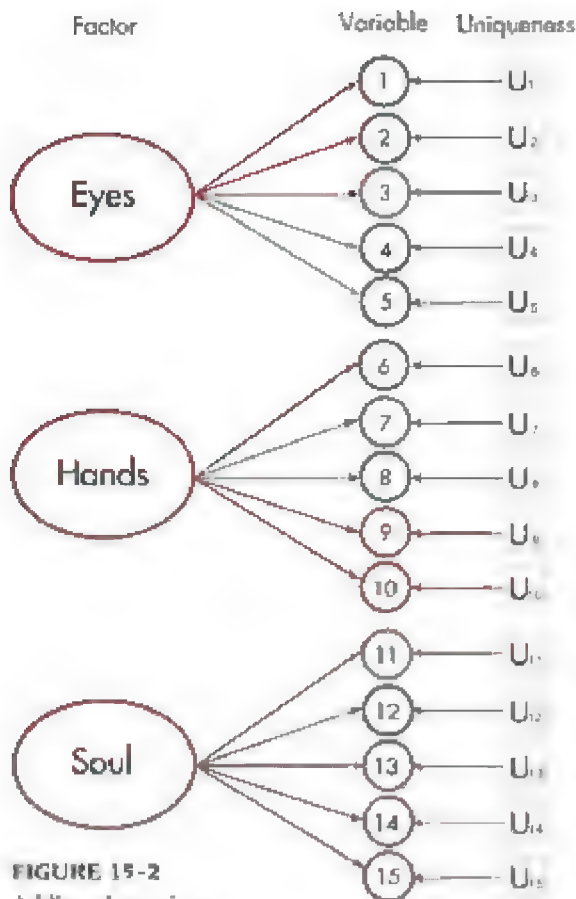 Factor Variable Uniqueness
1 U₁
2 U₂
Eyes 3 U₃
4 U₄
5 U₅
6 U₆
7 U₇
Hands 8 U₈
9 U₉
10 U₁₀
11 U₁₁
12 U₁₂
Soul 13 U₁₃
14 U₁₄
FIGURE 15-2
15 U₁₅